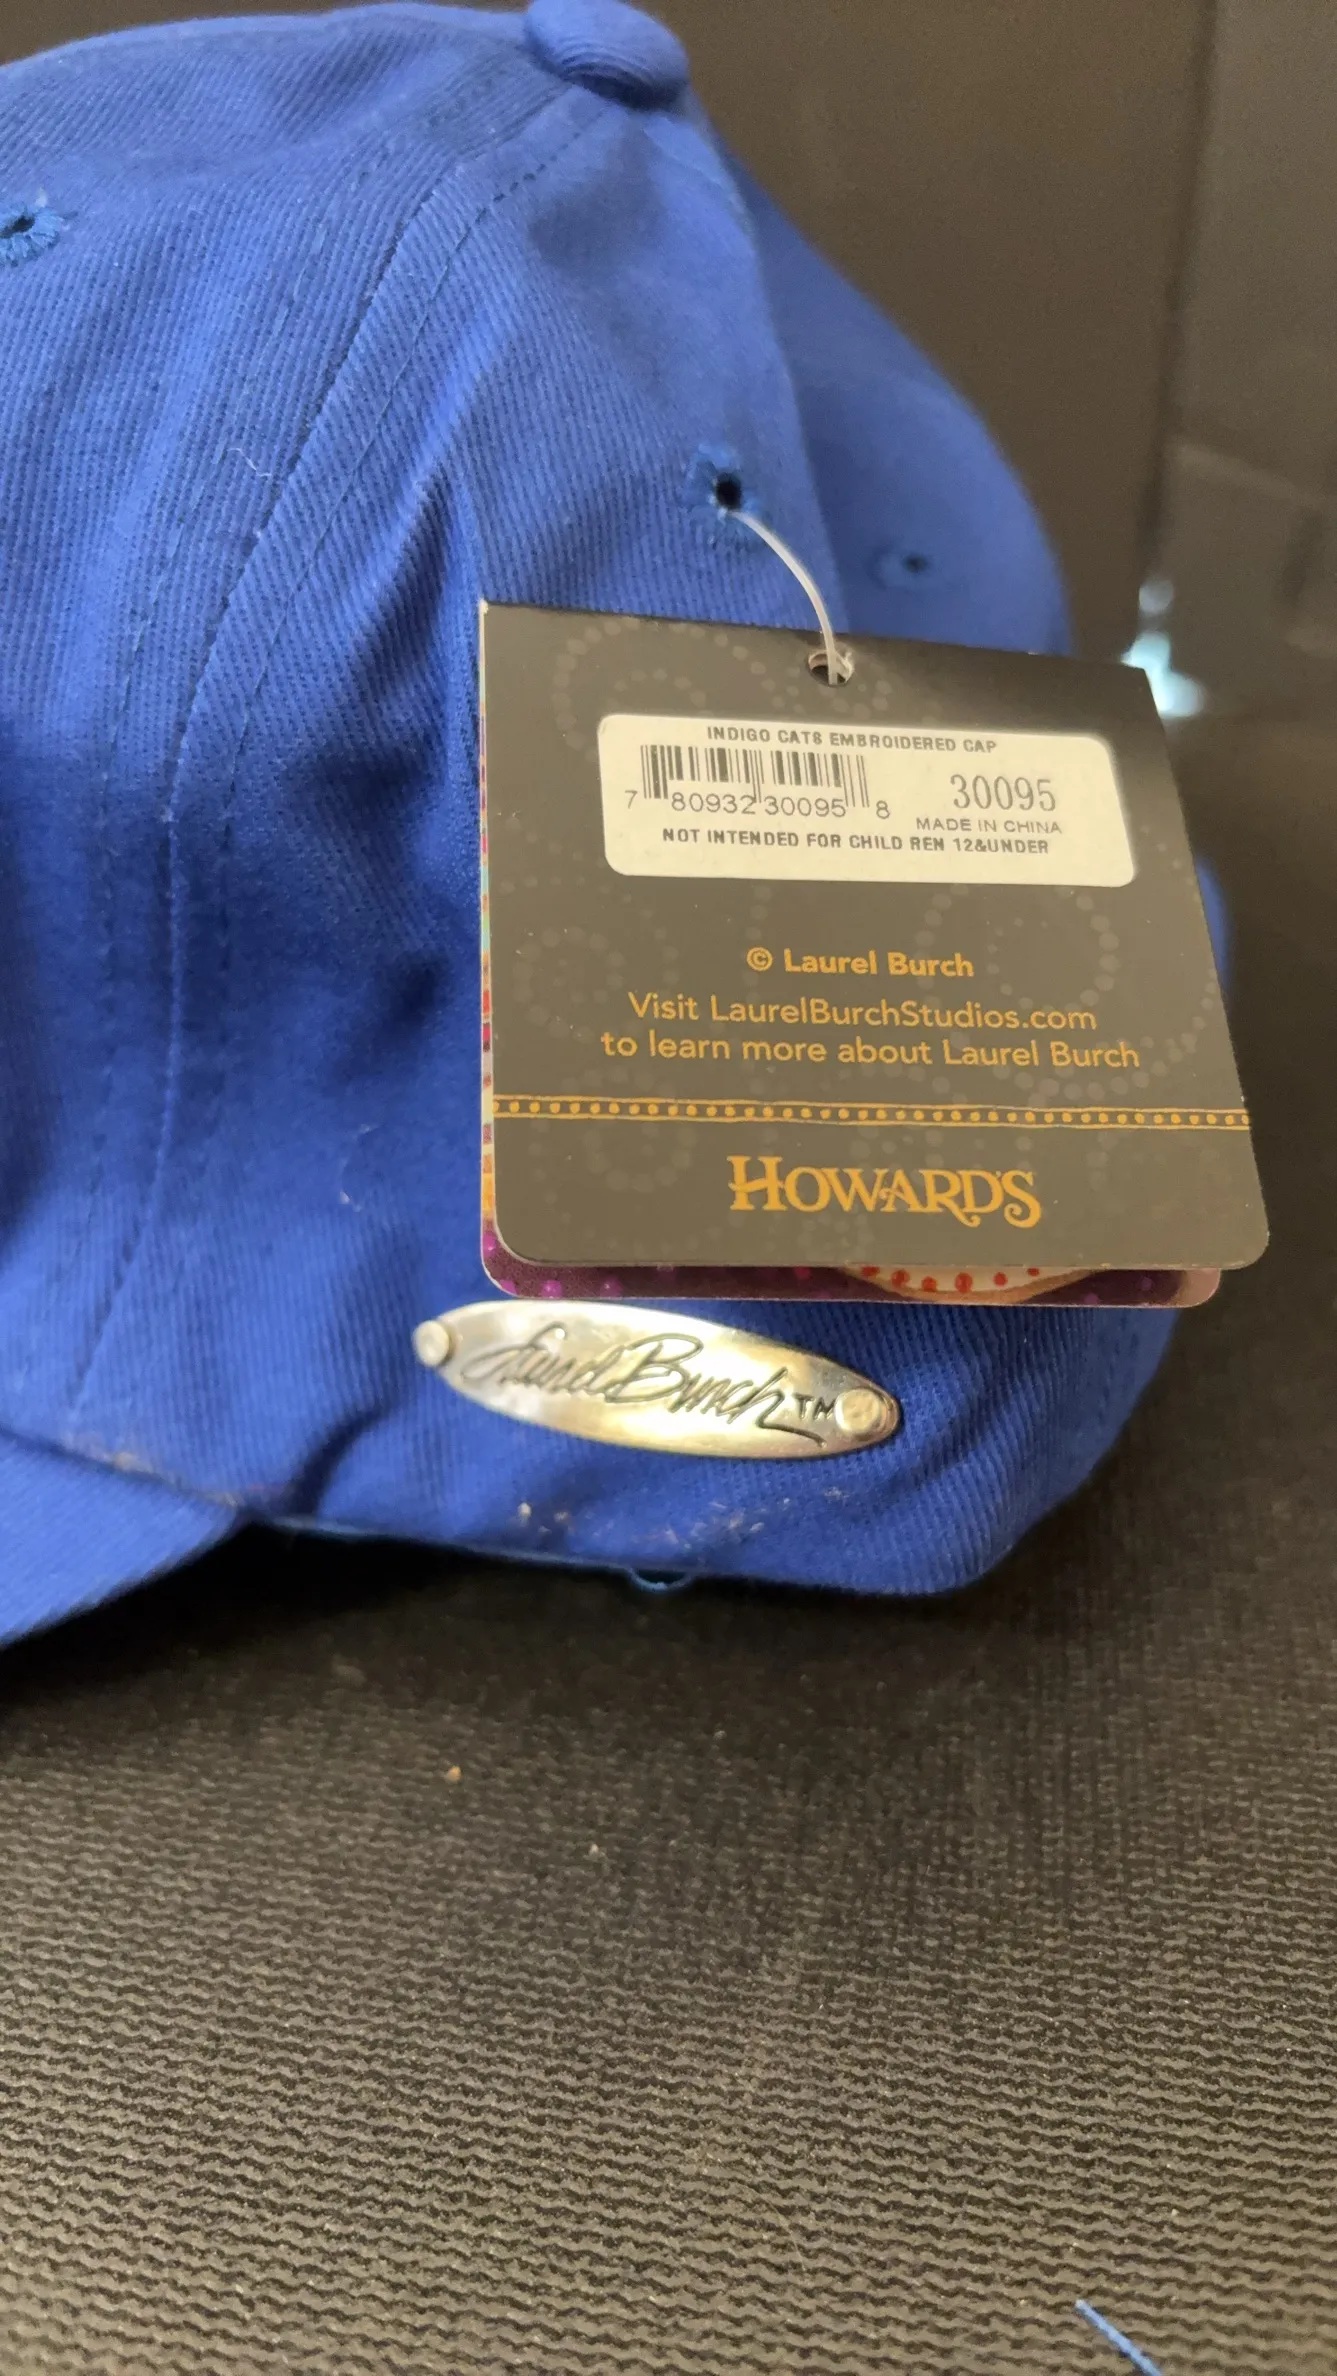 INDIGO CATS EMBROIDERED CAP
7 80932 30095 8
30095
MADE IN CHINA
NOT INTENDED FOR CHILD REN 12&UNDER
© Laurel Burch
Visit LaurelBurchStudios.com
to learn more about Laurel Burch
HOWARD'S
Laurel Burch TM